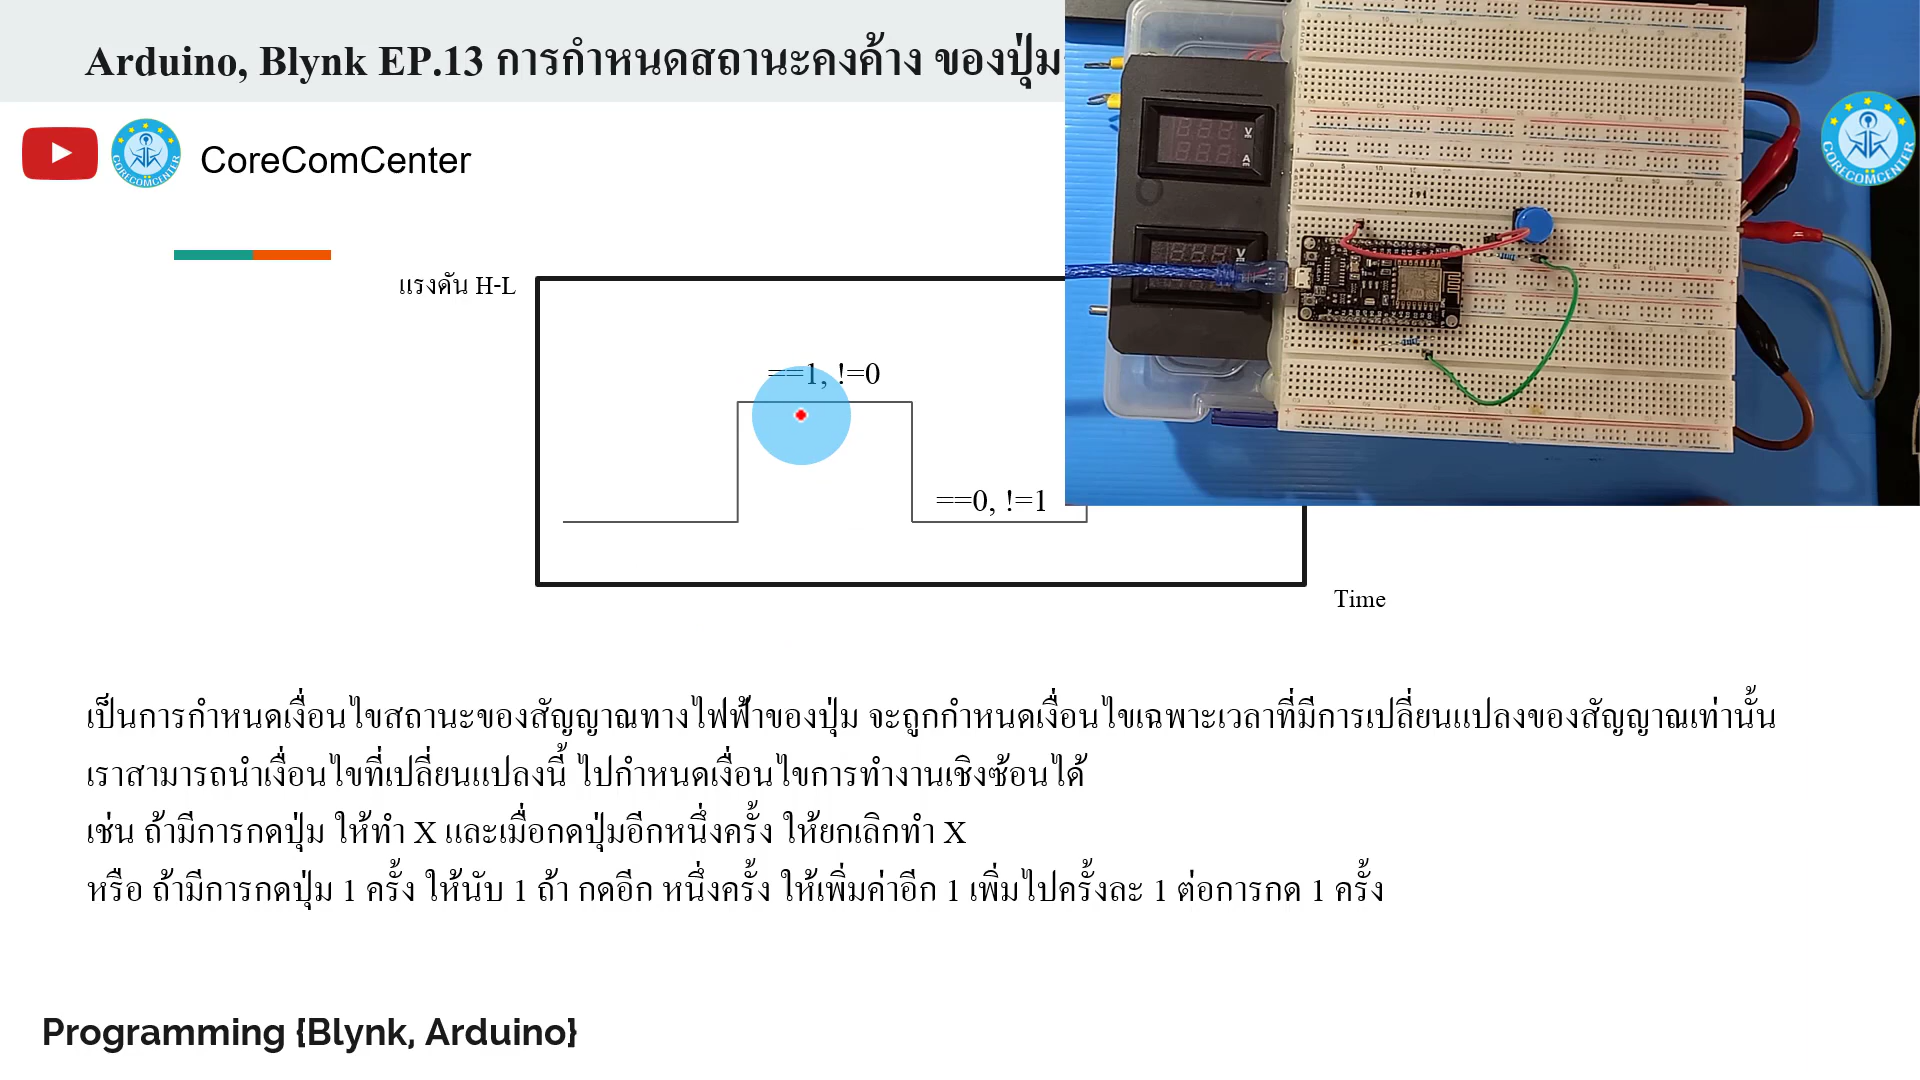 Arduino, Blynk EP.13 การกำหนดสถานะคงค้าง ของปุ่ม
CoreComCenter
CORECOMCENTER
CORECOMCENTER
แรงดัน H-L
==1, !=0
==0, !=1
Time
V
A
V
เป็นการกำหนดเงื่อนไขสถานะของสัญญาณทางไฟฟ้าของปุ่ม จะถูกกำหนดเงื่อนไขเฉพาะเวลาที่มีการเปลี่ยนแปลงของสัญญาณเท่านั้น
เราสามารถนำเงื่อนไขที่เปลี่ยนแปลงนี้ ไปกำหนดเงื่อนไขการทำงานเชิงซ้อนได้
เช่น ถ้ามีการกดปุ่ม ให้ทำ X และเมื่อกดปุ่มอีกหนึ่งครั้ง ให้ยกเลิกทำ X
หรือ ถ้ามีการกดปุ่ม 1 ครั้ง ให้นับ 1 ถ้า กดอีก หนึ่งครั้ง ให้เพิ่มค่าอีก 1 เพิ่มไปครั้งละ 1 ต่อการกด 1 ครั้ง
Programming {Blynk, Arduino}